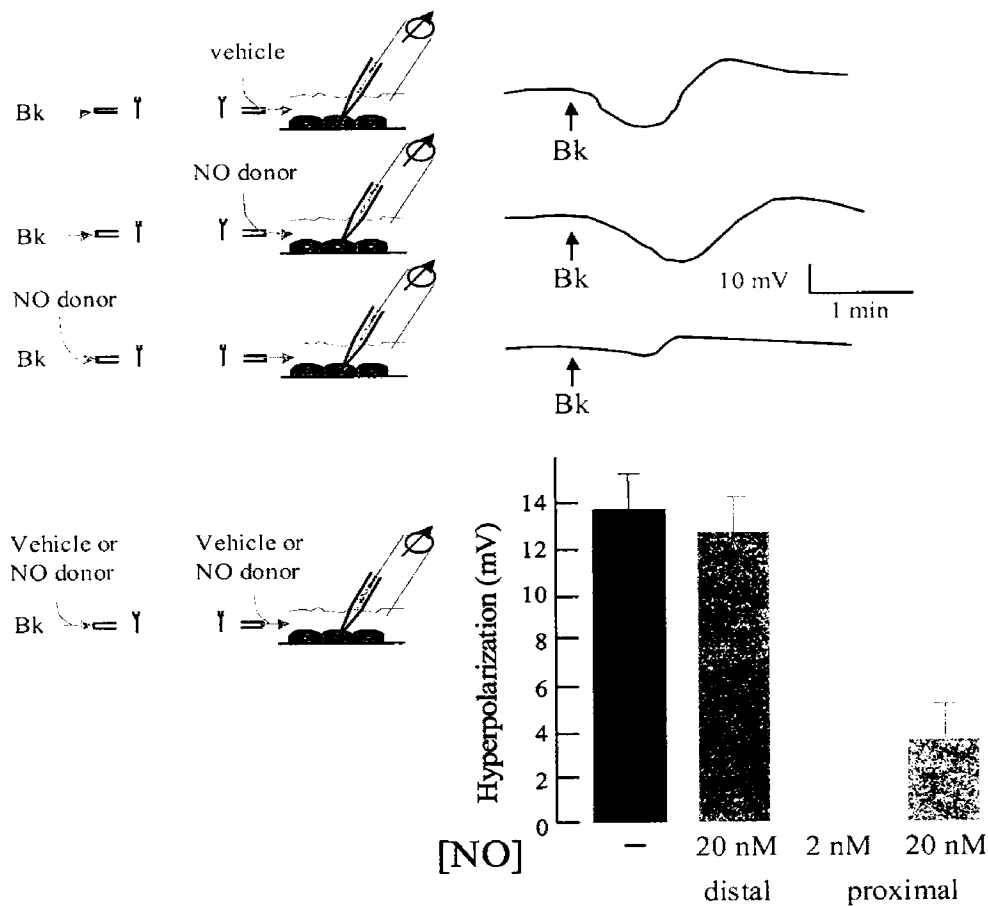 vehicle
Bk
Bk
NO donor
Bk
Bk
10 mV
1 min
NO donor
Bk
Bk
Vehicle or
NO donor
Vehicle or
NO donor
Bk
Hyperpolarization (mV)
14
12
10
8
6
4
2
0
[NO]
–
20 nM
2 nM
20 nM
distal
proximal